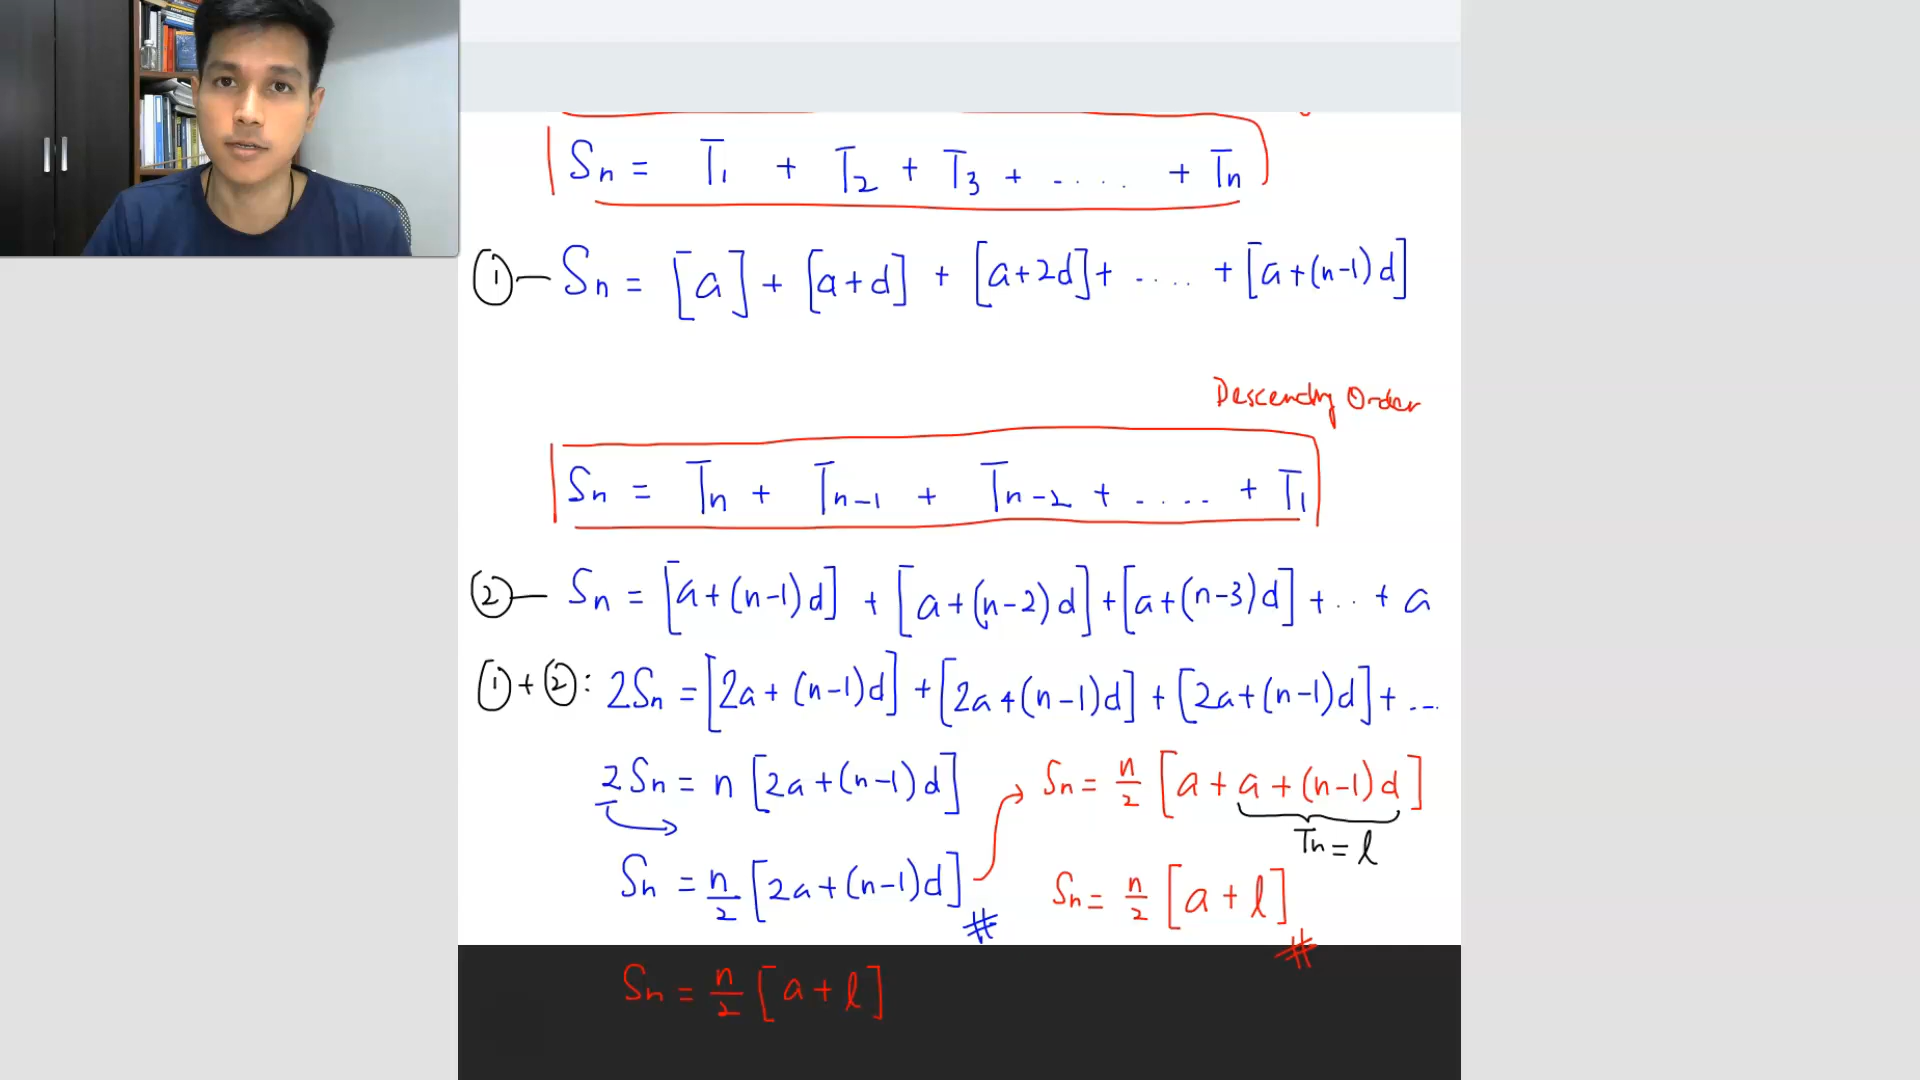 Sn = T1 + T2 + T3 + ..... + Tn
① — Sn = [a] + [a+d] + [a+2d] + ..... + [a+(n-1)d]
Descending Order
Sn = Tn + Tn-1 + Tn-2 + ..... + T1
② — Sn = [a+(n-1)d] + [a+(n-2)d] + [a+(n-3)d] + .. + a
① + ② : 2Sn = [2a+(n-1)d] + [2a+(n-1)d] + [2a+(n-1)d] + ...
2Sn = n [2a+(n-1)d]
Sn = n/2 [2a+(n-1)d] #
Sn = n/2 [a + a + (n-1)d]
Tn = l
Sn = n/2 [a + l] #
Sn = n/2 [a + l]